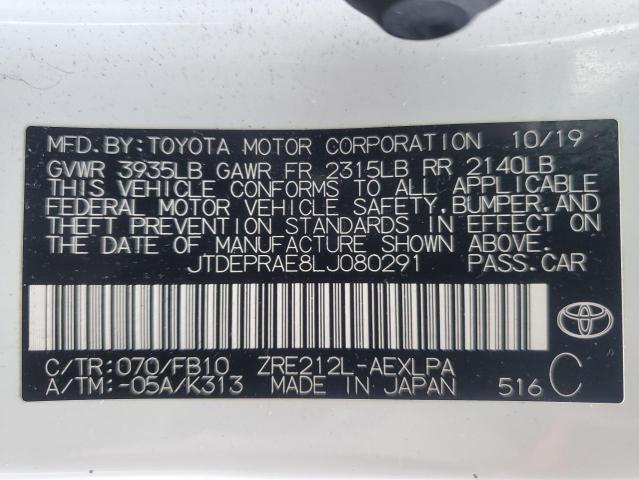 MFD.BY: TOYOTA MOTOR CORPORATION 10/19
GVWR 3935LB GAWR FR 2315LB RR 2140LB
THIS VEHICLE CONFORMS TO ALL APPLICABLE
FEDERAL MOTOR VEHICLE SAFETY, BUMPER, AND
THEFT PREVENTION STANDARDS IN EFFECT ON
THE DATE OF MANUFACTURE SHOWN ABOVE.
JTDEPRAE8LJ080291 PASS.CAR
C/TR: 070/FB10 ZRE212L-AEXLPA
A/TM: -05A/K313 MADE IN JAPAN 516 C